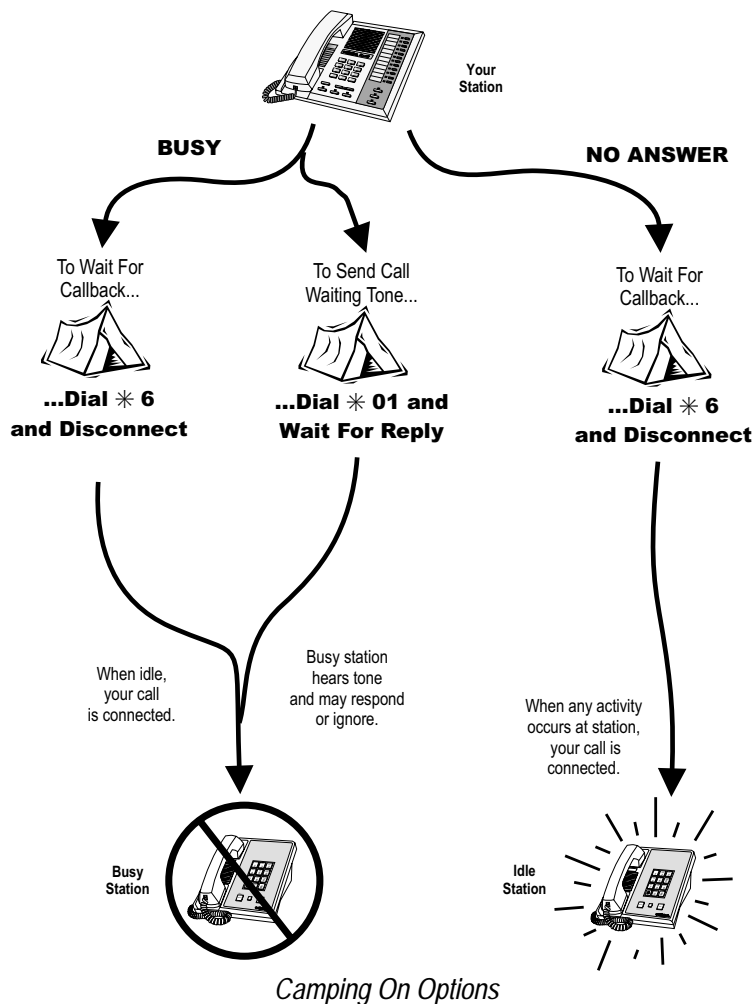 Your
Station
BUSY
NO ANSWER
To Wait For
Callback...
...Dial ✳ 6
and Disconnect
To Send Call
Waiting Tone...
...Dial ✳ 01 and
Wait For Reply
To Wait For
Callback...
...Dial ✳ 6
and Disconnect
When idle,
your call
is connected.
Busy station
hears tone
and may respond
or ignore.
When any activity
occurs at station,
your call is
connected.
Busy
Station
Idle
Station
Camping On Options